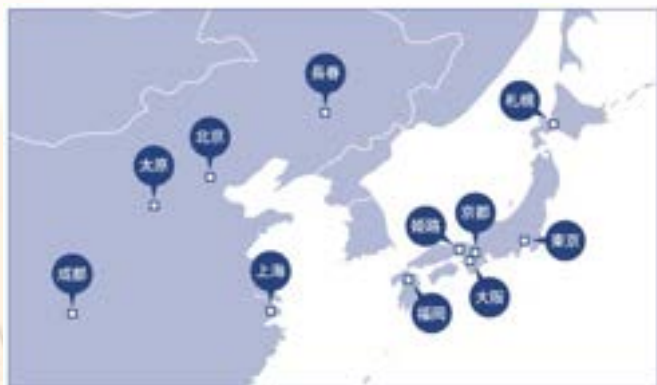 長春
札幌
北京
太原
京都
姫路
東京
成都
上海
大阪
福岡